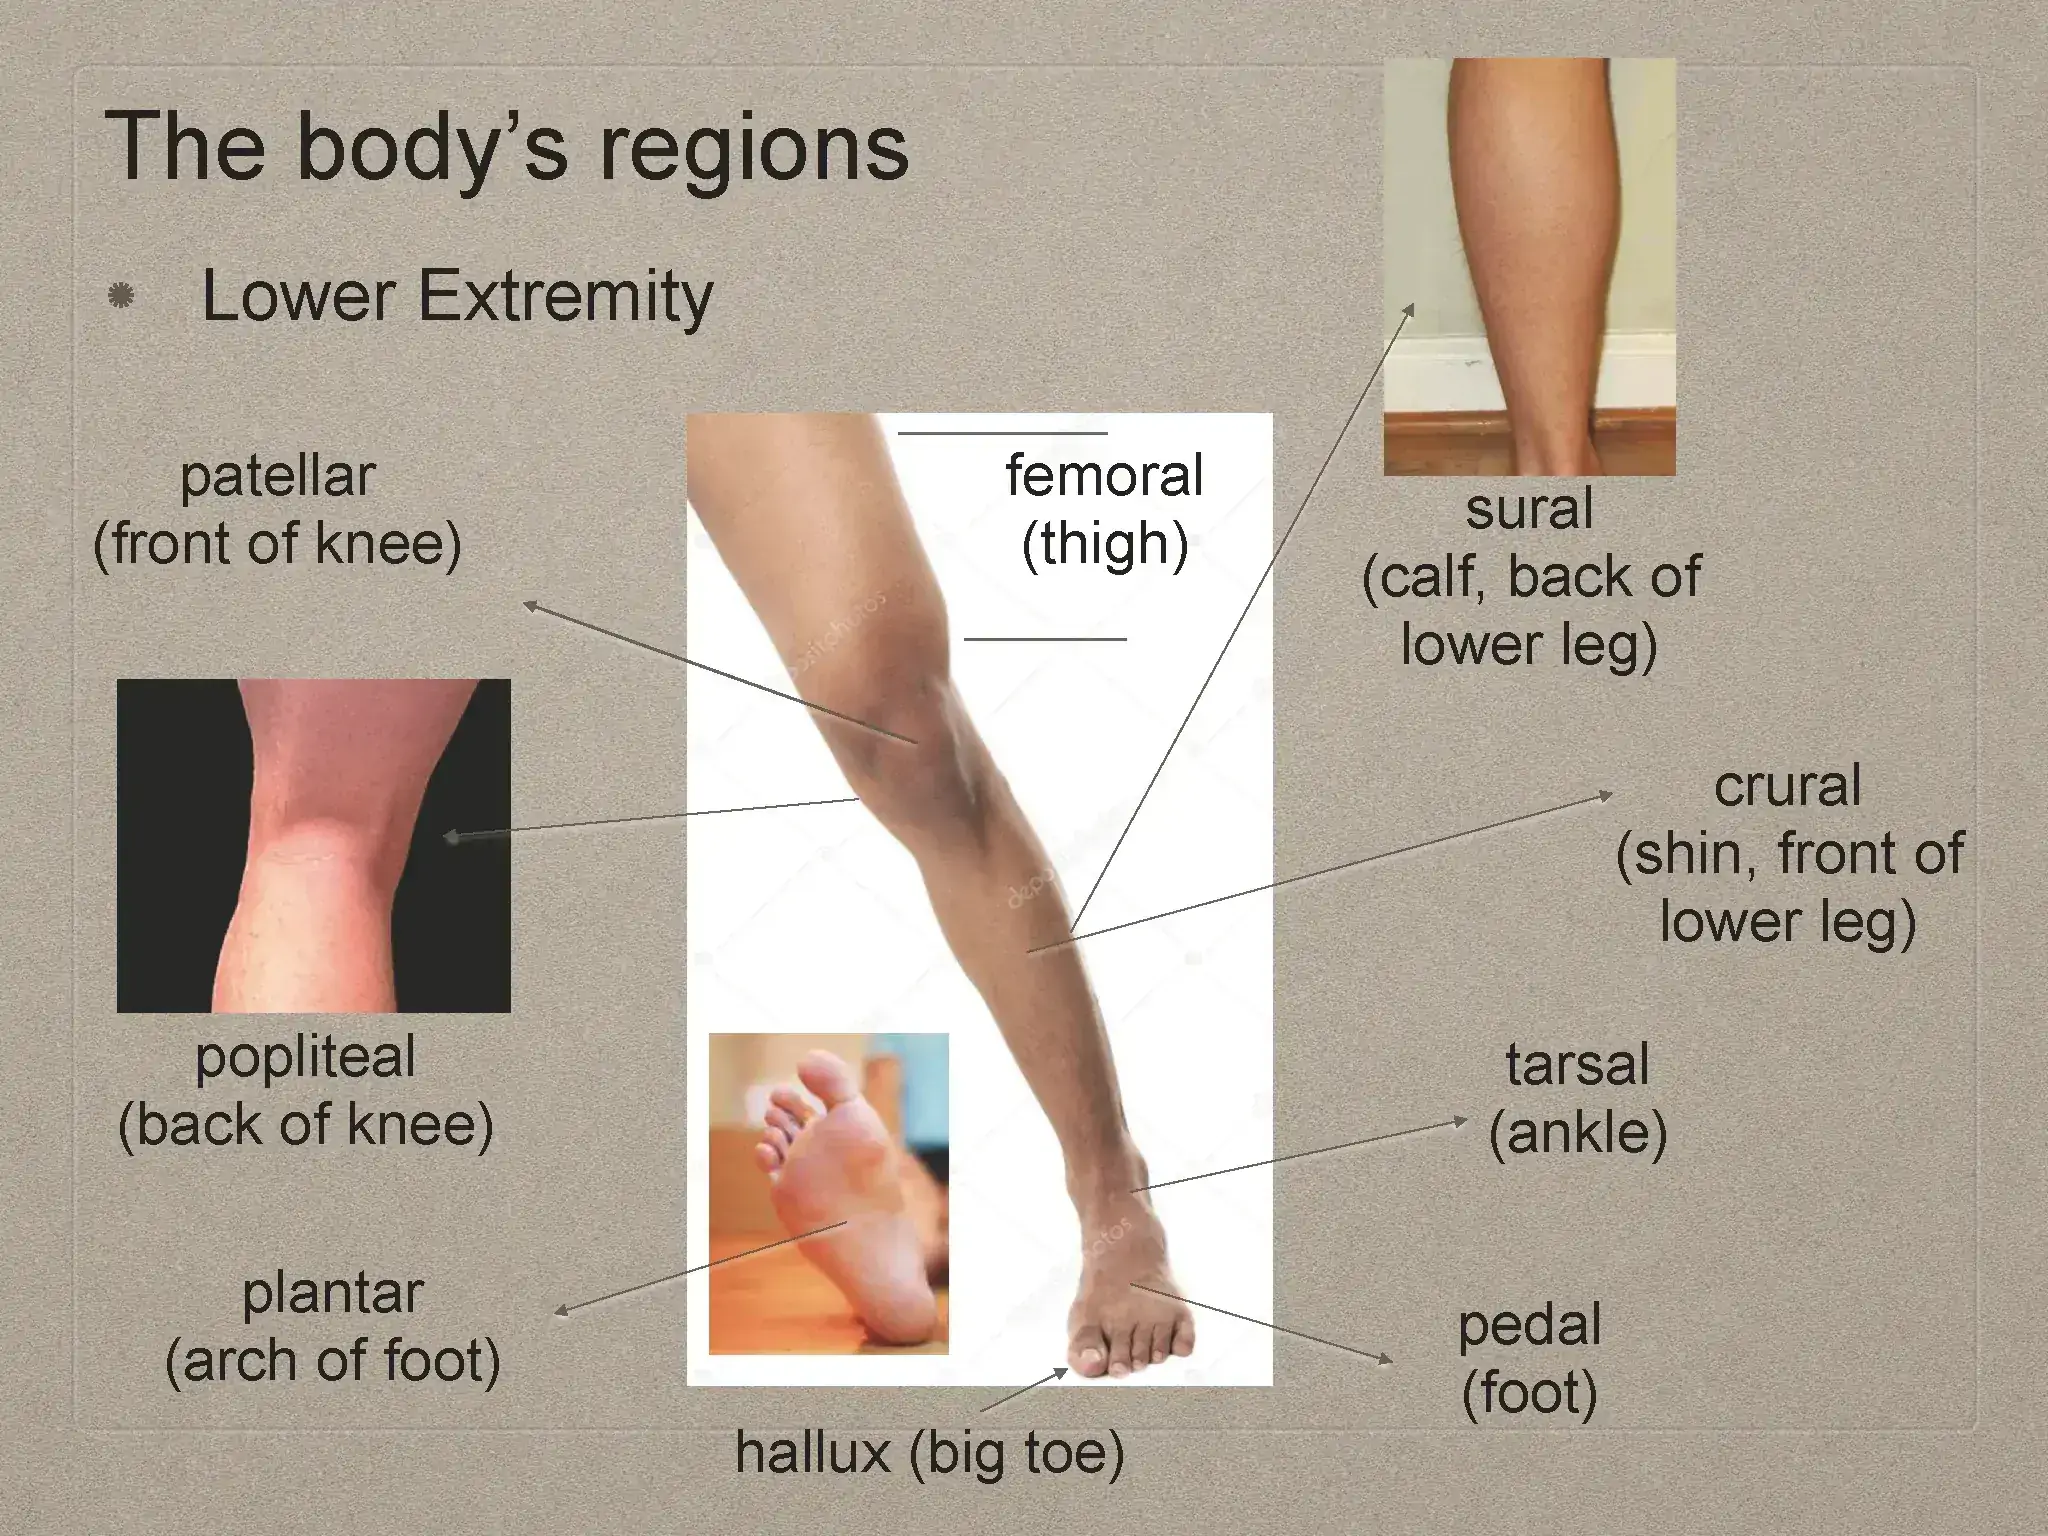 The body’s regions
Lower Extremity
patellar
(front of knee)
femoral
(thigh)
sural
(calf, back of
lower leg)
crural
(shin, front of
lower leg)
popliteal
(back of knee)
tarsal
(ankle)
plantar
(arch of foot)
pedal
(foot)
hallux (big toe)